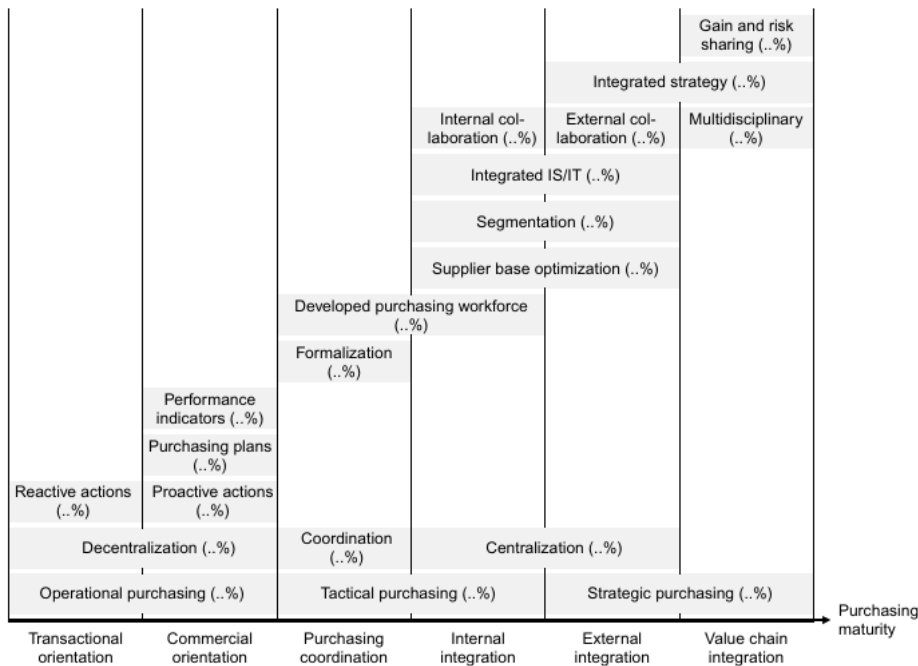 Gain and risk
sharing (..%)
Integrated strategy (..%)
Internal col-
laboration (..%)
External col-
laboration (..%)
Multidisciplinary
(..%)
Integrated IS/IT (..%)
Segmentation (..%)
Supplier base optimization (..%)
Developed purchasing workforce
(..%)
Formalization
(..%)
Performance
indicators (..%)
Purchasing plans
(..%)
Reactive actions
(..%)
Proactive actions
(..%)
Decentralization (..%)
Coordination
(..%)
Centralization (..%)
Operational purchasing (..%)
Tactical purchasing (..%)
Strategic purchasing (..%)
Purchasing
maturity
Transactional
orientation
Commercial
orientation
Purchasing
coordination
Internal
integration
External
integration
Value chain
integration